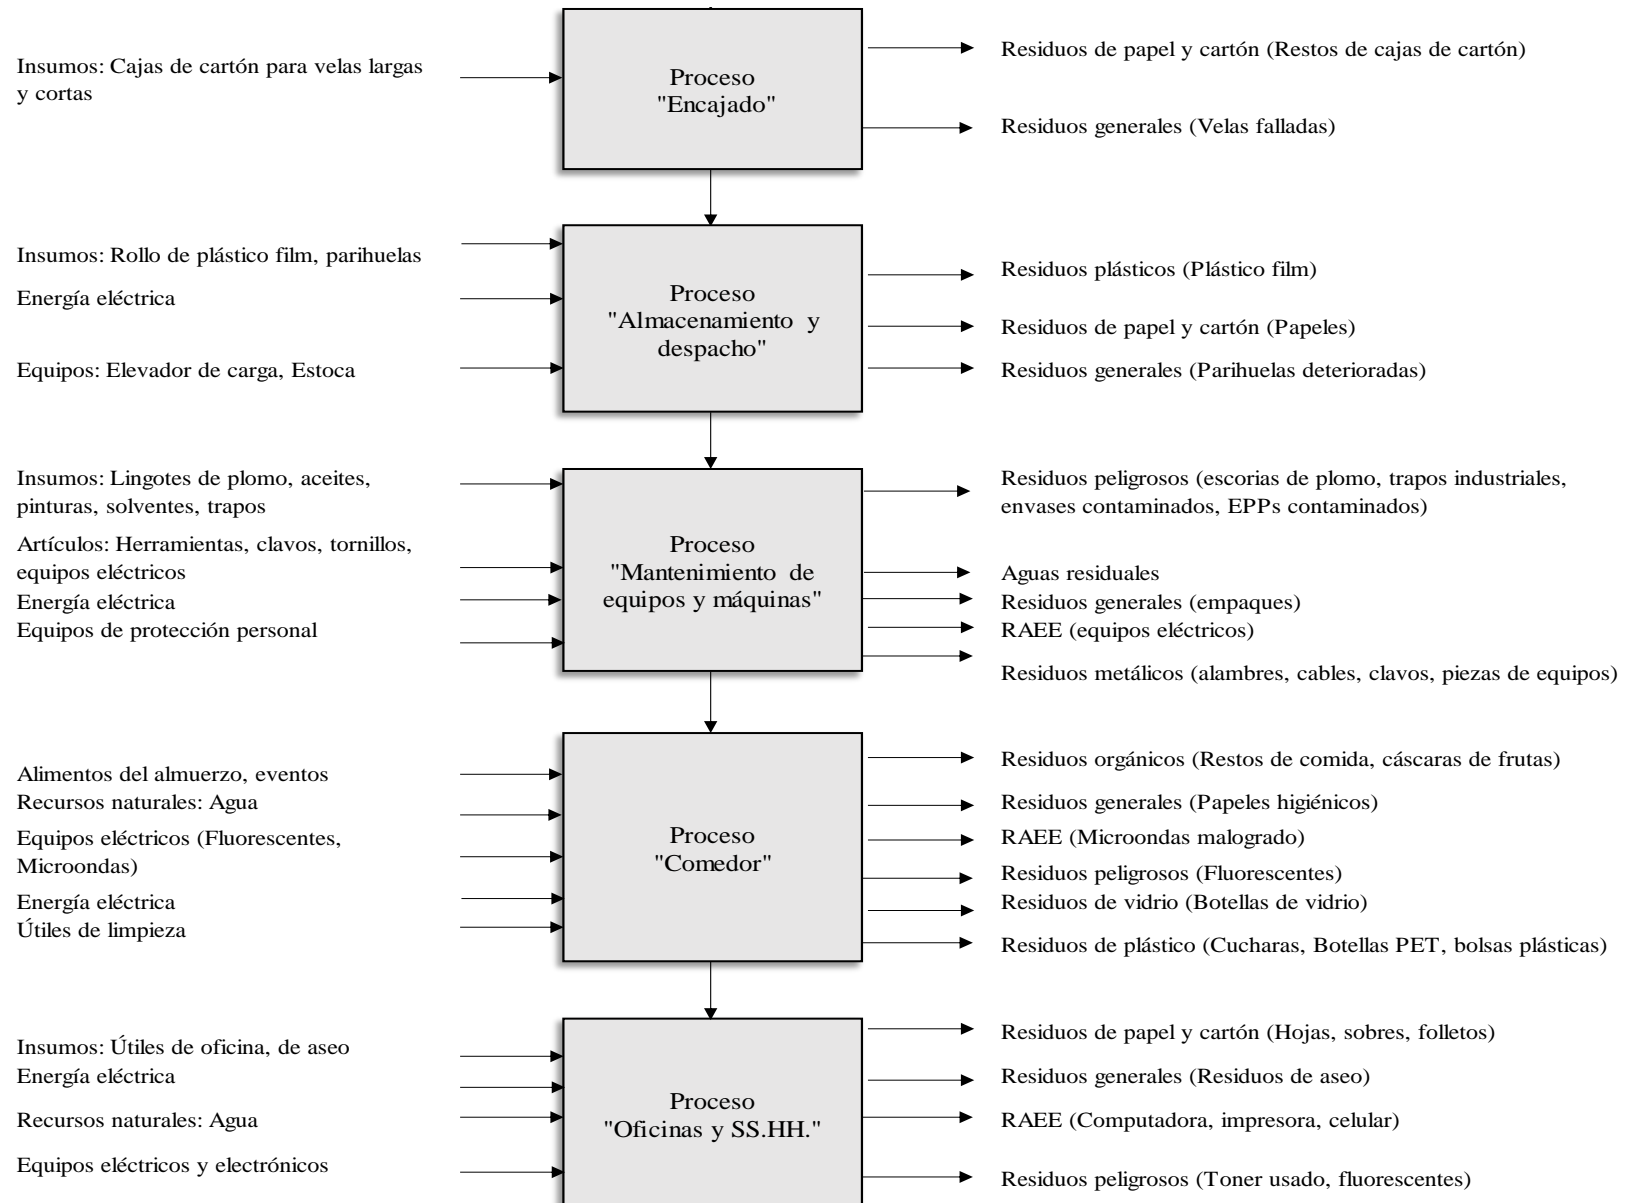 Insumos: Cajas de cartón para velas largas
y cortas
Proceso
"Encajado"
Residuos de papel y cartón (Restos de cajas de cartón)
Residuos generales (Velas falladas)
Insumos: Rollo de plástico film, parihuelas
Energía eléctrica
Equipos: Elevador de carga, Estoca
Proceso
"Almacenamiento y
despacho"
Residuos plásticos (Plástico film)
Residuos de papel y cartón (Papeles)
Residuos generales (Parihuelas deterioradas)
Insumos: Lingotes de plomo, aceites,
pinturas, solventes, trapos
Artículos: Herramientas, clavos, tornillos,
equipos eléctricos
Energía eléctrica
Equipos de protección personal
Proceso
"Mantenimiento de
equipos y máquinas"
Residuos peligrosos (escorias de plomo, trapos industriales,
envases contaminados, EPPs contaminados)
Aguas residuales
Residuos generales (empaques)
RAEE (equipos eléctricos)
Residuos metálicos (alambres, cables, clavos, piezas de equipos)
Alimentos del almuerzo, eventos
Recursos naturales: Agua
Equipos eléctricos (Fluorescentes,
Microondas)
Energía eléctrica
Útiles de limpieza
Proceso
"Comedor"
Residuos orgánicos (Restos de comida, cáscaras de frutas)
Residuos generales (Papeles higiénicos)
RAEE (Microondas malogrado)
Residuos peligrosos (Fluorescentes)
Residuos de vidrio (Botellas de vidrio)
Residuos de plástico (Cucharas, Botellas PET, bolsas plásticas)
Insumos: Útiles de oficina, de aseo
Energía eléctrica
Recursos naturales: Agua
Equipos eléctricos y electrónicos
Proceso
"Oficinas y SS.HH."
Residuos de papel y cartón (Hojas, sobres, folletos)
Residuos generales (Residuos de aseo)
RAEE (Computadora, impresora, celular)
Residuos peligrosos (Toner usado, fluorescentes)